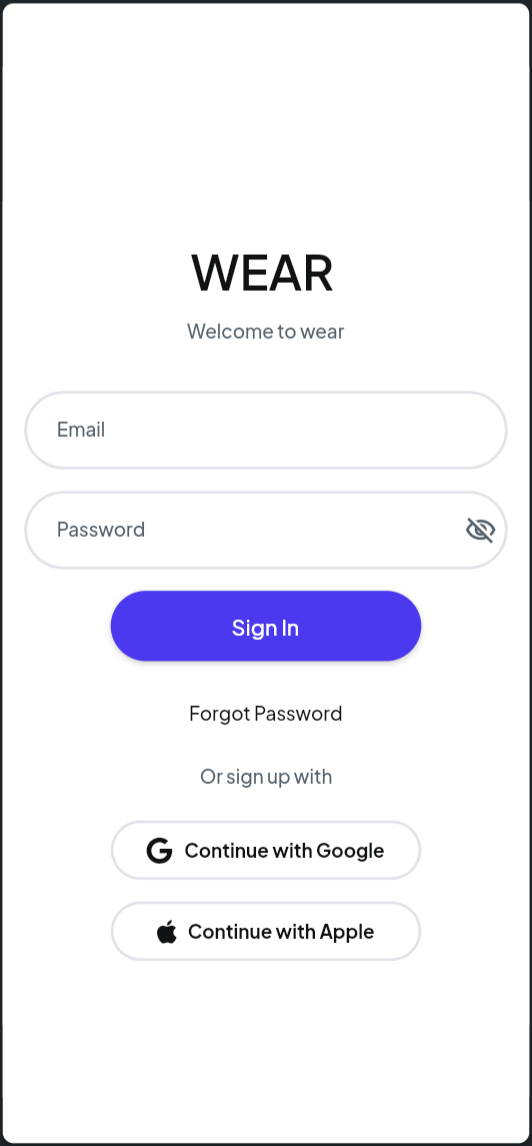 WEAR
Welcome to wear
Email
Password
Sign In
Forgot Password
Or sign up with
Continue with Google
Continue with Apple